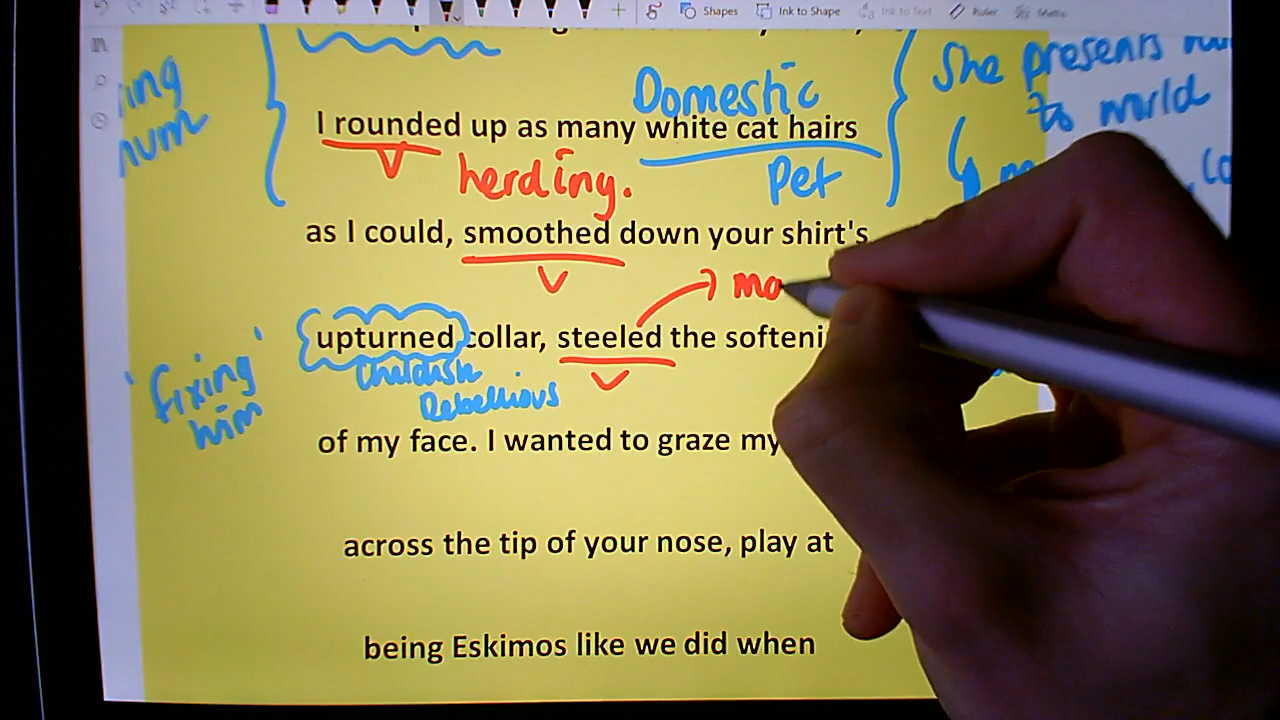 Shapes Ink to Shape Ink to Text Ruler
She presents
to world
ing
num
Domestic
I rounded up as many white cat hairs
herding.
Pet
as I could, smoothed down your shirt's
mo
upturned collar, steeled the softeni
'fixing'
him
Childish
Rebellious
of my face. I wanted to graze my
across the tip of your nose, play at
being Eskimos like we did when